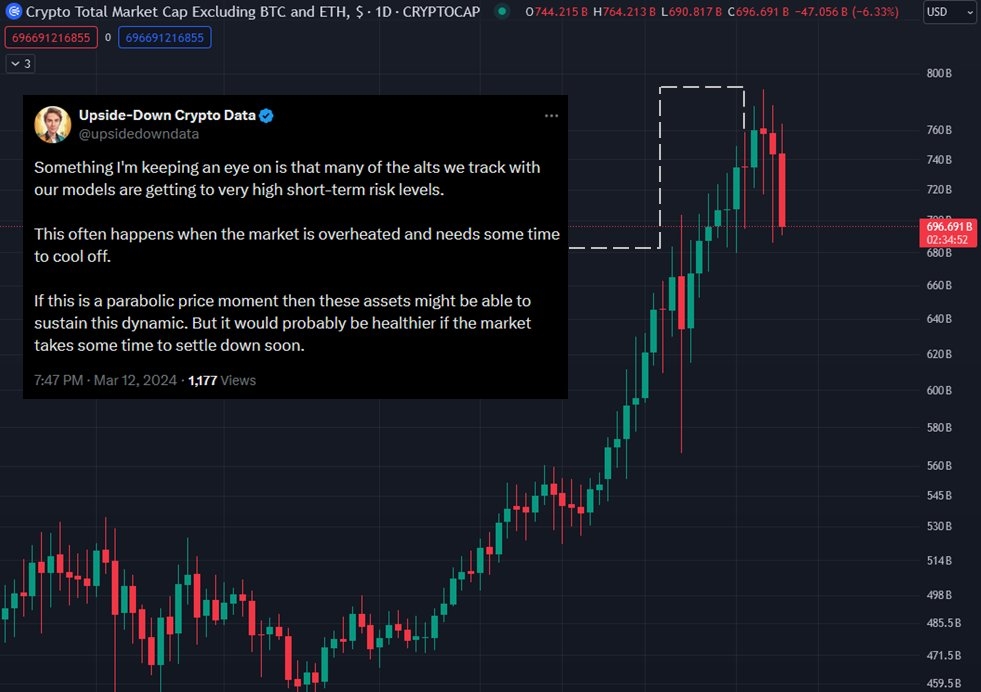 Crypto Total Market Cap Excluding BTC and ETH, $ · 1D · CRYPTOCAP O744.215 B H764.213 B L690.817 B C696.691 B −47.056 B (−6.33%) USD
696691216855 0 696691216855
3
800 B
Upside-Down Crypto Data
@upsidedowndata
Something I'm keeping an eye on is that many of the alts we track with
our models are getting to very high short-term risk levels.
This often happens when the market is overheated and needs some time
to cool off.
If this is a parabolic price moment then these assets might be able to
sustain this dynamic. But it would probably be healthier if the market
takes some time to settle down soon.
7:47 PM · Mar 12, 2024 · 1,177 Views
760 B
740 B
720 B
696.691 B
02:34:52
680 B
660 B
640 B
620 B
600 B
580 B
560 B
545 B
530 B
514 B
498 B
485.5 B
471.5 B
459.5 B